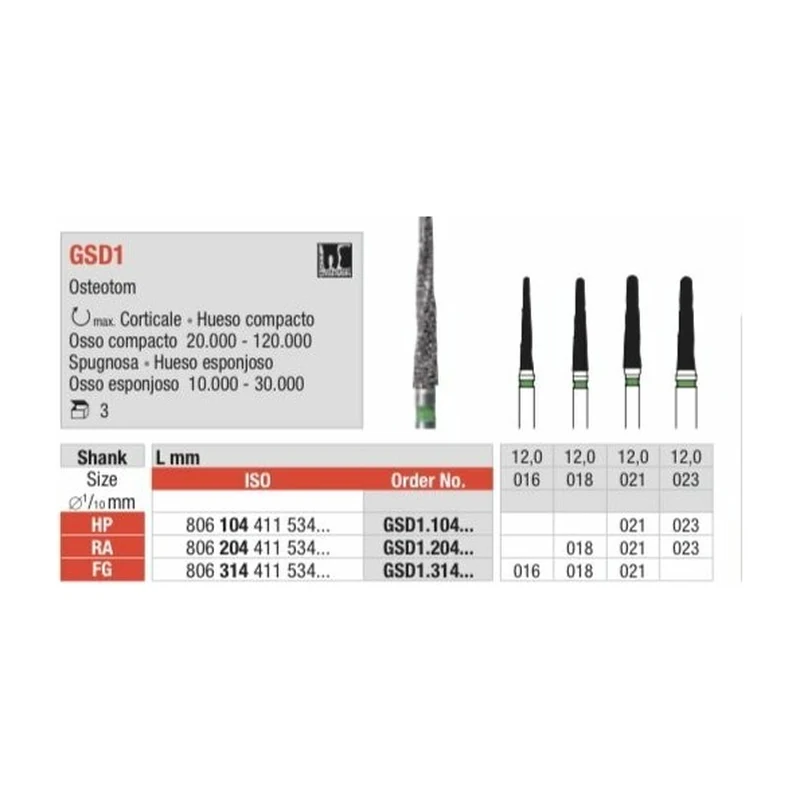 GSD1
Osteotom
max. Corticale • Hueso compacto
Osso compacto 20.000 - 120.000
Spugnosa • Hueso esponjoso
Osso esponjoso 10.000 - 30.000
3
Shank L mm 12,0 12,0 12,0 12,0
Size ISO Order No. 016 018 021 023
∅1/10 mm
HP 806 104 411 534... GSD1.104... 021 023
RA 806 204 411 534... GSD1.204... 018 021 023
FG 806 314 411 534... GSD1.314... 016 018 021